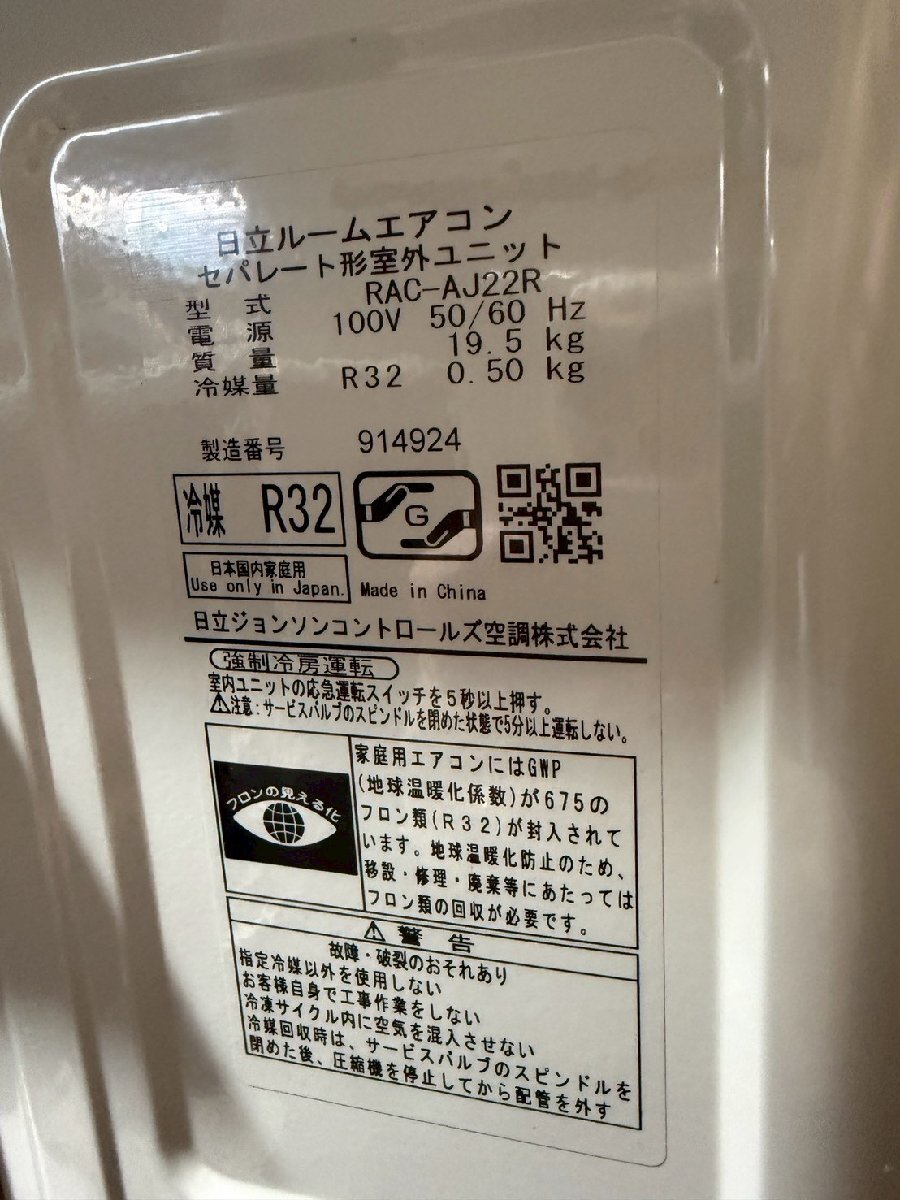 日立ルームエアコン
セパレート形室外ユニット
型式 RAC-AJ22R
電源 100V 50/60 Hz
質量 19.5 kg
冷媒量 R32 0.50 kg
製造番号 914924
冷媒 R32
G
日本国内家庭用
Use only in Japan.
Made in China
日立ジョンソンコントロールズ空調株式会社
強制冷房運転
室内ユニットの応急運転スイッチを5秒以上押す。
⚠注意:サービスバルブのスピンドルを閉めた状態で5分以上運転しない。
フロンの見える化
家庭用エアコンにはGWP
(地球温暖化係数)が675の
フロン類(R32)が封入されて
います。地球温暖化防止のため、
移設・修理・廃棄等にあたっては
フロン類の回収が必要です。
⚠警告
故障・破裂のおそれあり
指定冷媒以外を使用しない
お客様自身で工事作業をしない
冷凍サイクル内に空気を混入させない
冷媒回収時は、サービスバルブのスピンドルを
閉めた後、圧縮機を停止してから配管を外す